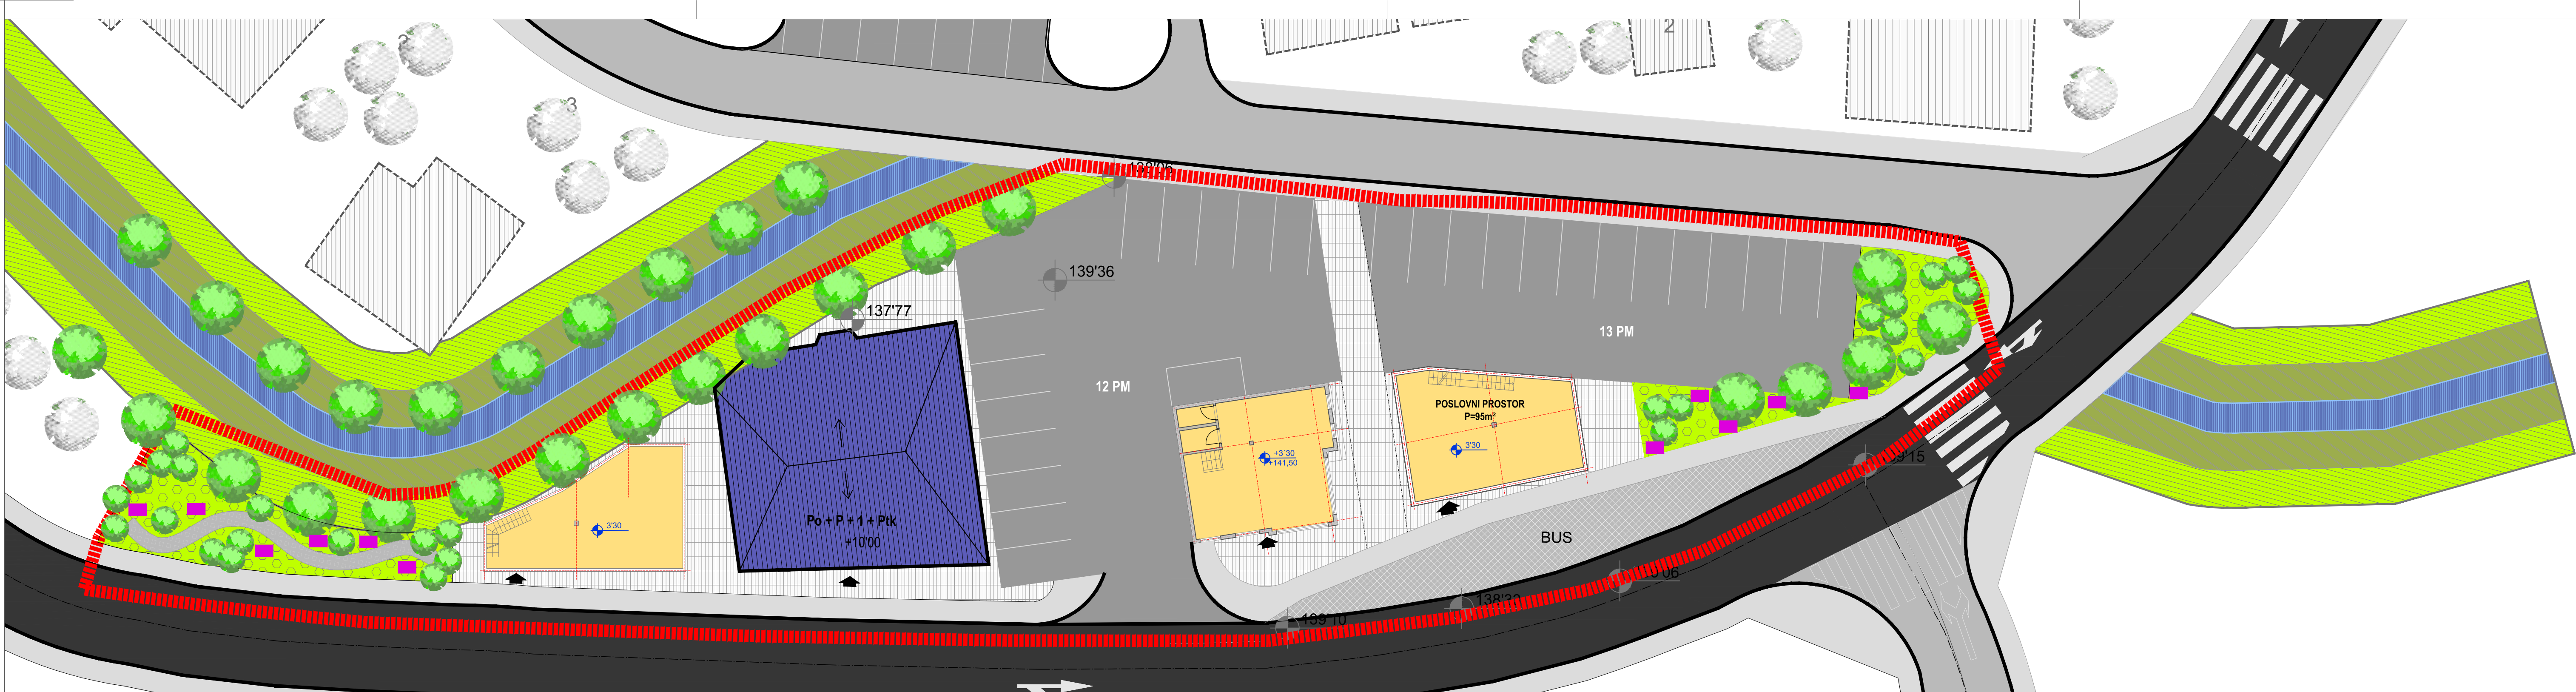 2
2
3
139'36
137'77
13 PM
12 PM
POSLOVNI PROSTOR
P=95m²
3'30
+3'30
+141,50
3'30
Po + P + 1 + Ptk
+10'00
BUS
139'10